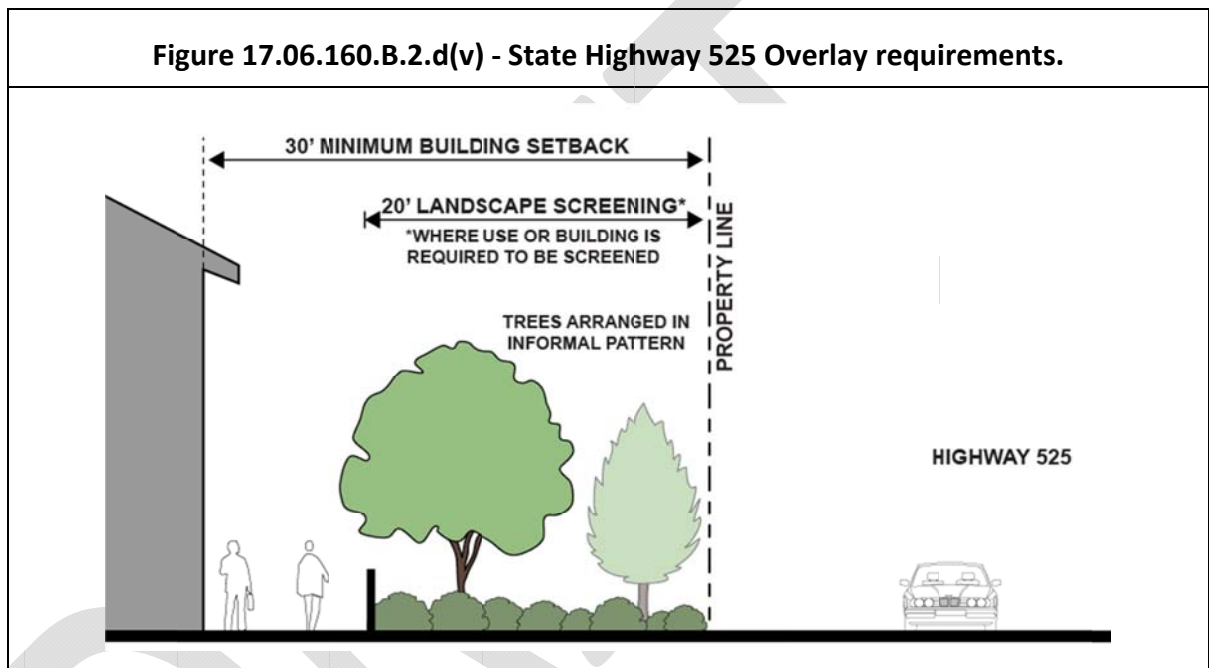 Figure 17.06.160.B.2.d(v) - State Highway 525 Overlay requirements.
30' MINIMUM BUILDING SETBACK
20' LANDSCAPE SCREENING*
*WHERE USE OR BUILDING IS
REQUIRED TO BE SCREENED
TREES ARRANGED IN
INFORMAL PATTERN
PROPERTY LINE
HIGHWAY 525